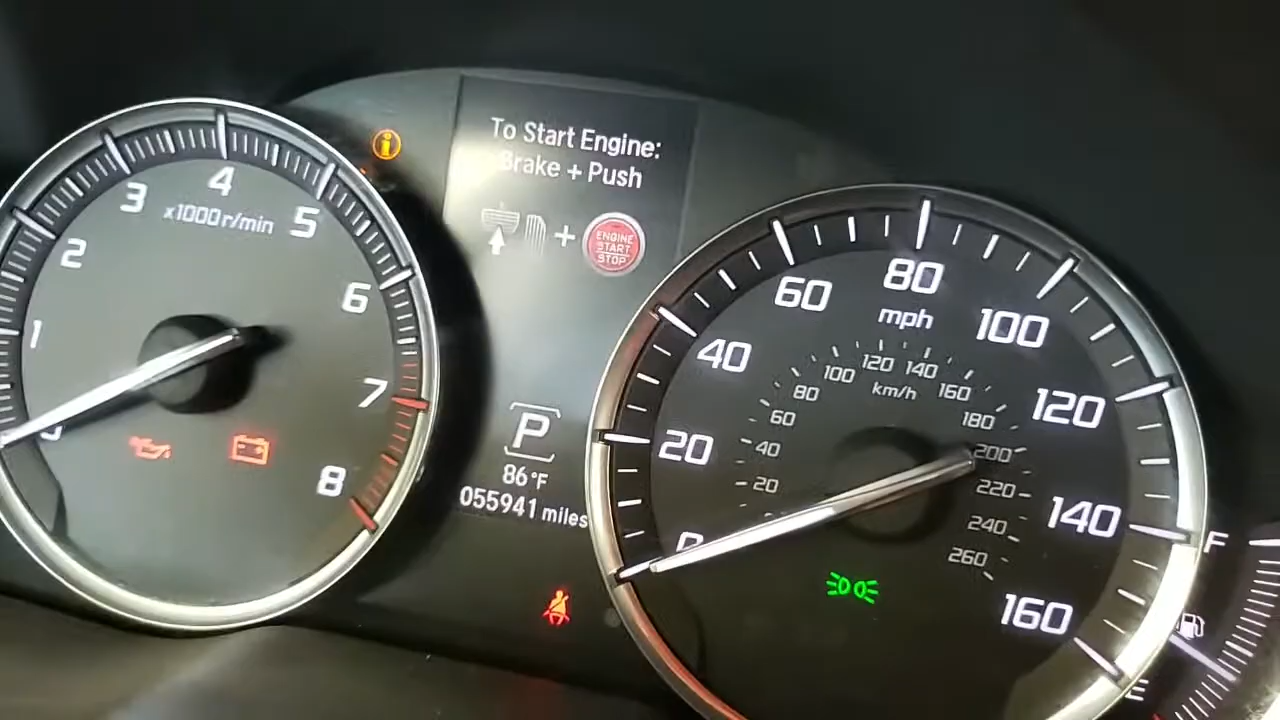 To Start Engine:
Brake + Push
+
ENGINE
START
STOP
1
2
3
4
5
6
7
8
x1000r/min
P
86°F
055941 miles
0
20
40
60
80
100
120
140
160
mph
20
40
60
80
100
120
140
160
180
200
220
240
260
km/h
F
E